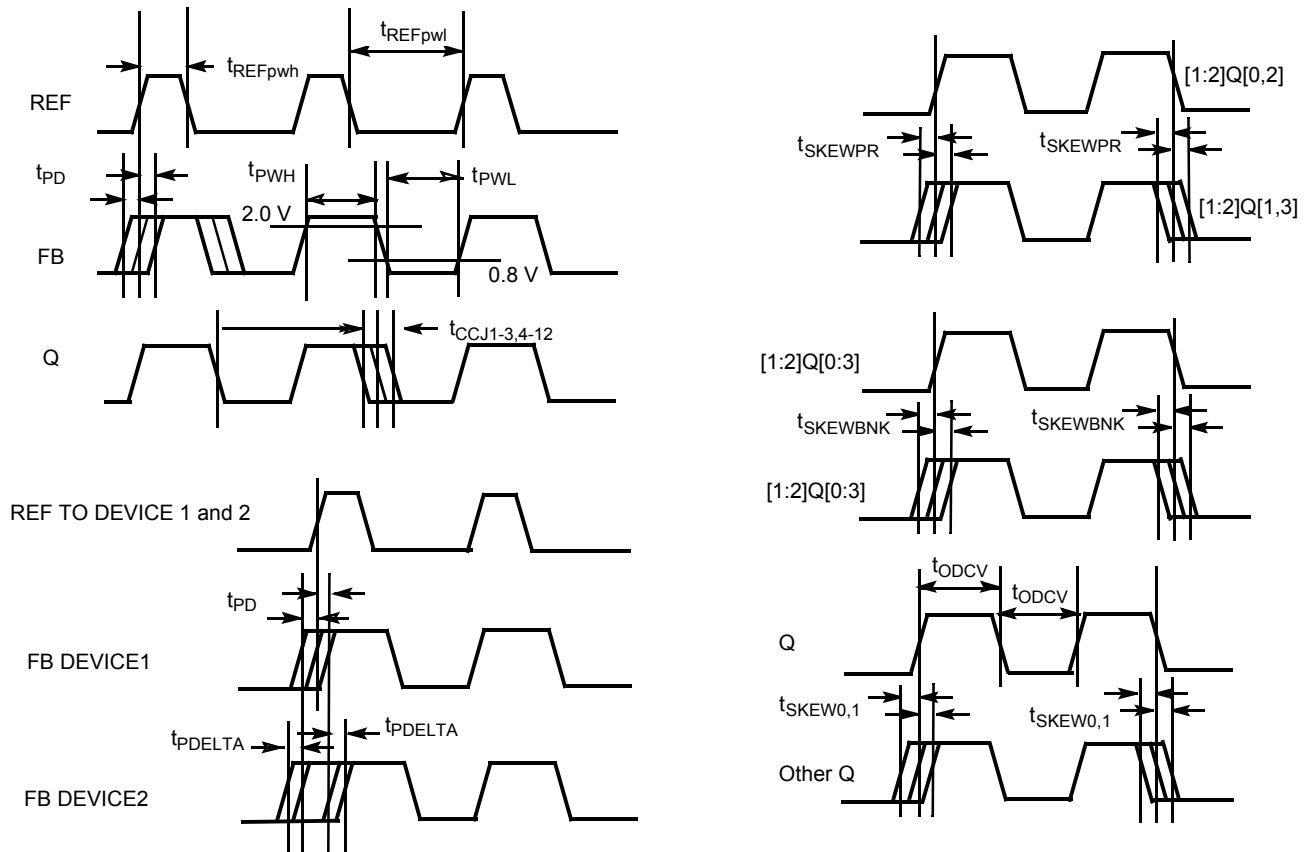 tREFpwh
tREFpwl
REF
tPD
tPWH
tPWL
2.0 V
FB
0.8 V
tCCJ1-3,4-12
Q
REF TO DEVICE 1 and 2
tPD
FB DEVICE1
tPDELTA
tPDELTA
FB DEVICE2
[1:2]Q[0,2]
tSKEWPR
tSKEWPR
[1:2]Q[1,3]
[1:2]Q[0:3]
tSKEWBNK
tSKEWBNK
[1:2]Q[0:3]
tODCV
tODCV
Q
tSKEW0,1
tSKEW0,1
Other Q